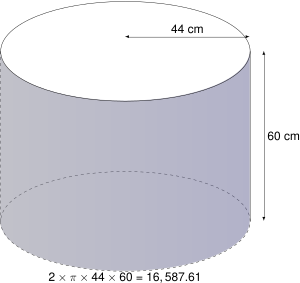 44 cm
60 cm
2 × π × 44 × 60 = 16,587.61